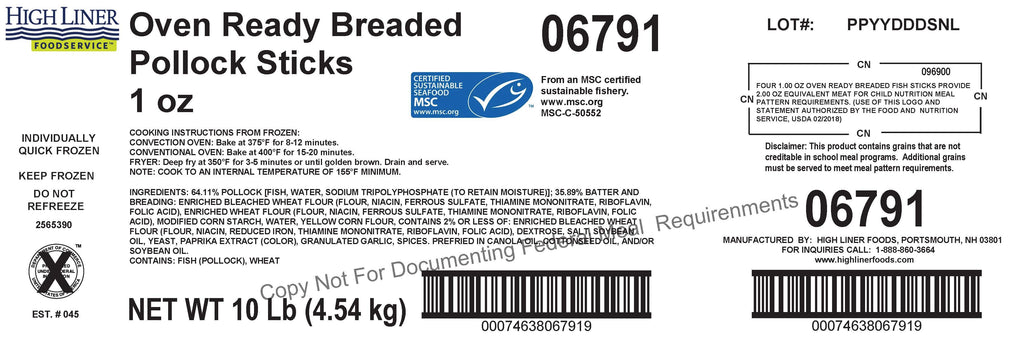 HIGH LINER
FOODSERVICE™
Oven Ready Breaded
Pollock Sticks
1 oz
06791
CERTIFIED
SUSTAINABLE
SEAFOOD
MSC
www.msc.org
™
From an MSC certified
sustainable fishery.
www.msc.org
MSC-C-50552
INDIVIDUALLY
QUICK FROZEN
KEEP FROZEN
DO NOT
REFREEZE
2565390
EST. # 045
COOKING INSTRUCTIONS FROM FROZEN:
CONVECTION OVEN: Bake at 375°F for 8-12 minutes.
CONVENTIONAL OVEN: Bake at 400°F for 15-20 minutes.
FRYER: Deep fry at 350°F for 3-5 minutes or until golden brown. Drain and serve.
NOTE: COOK TO AN INTERNAL TEMPERATURE OF 155°F MINIMUM.
INGREDIENTS: 64.11% POLLOCK [FISH, WATER, SODIUM TRIPOLYPHOSPHATE (TO RETAIN MOISTURE)]; 35.89% BATTER AND
BREADING: ENRICHED BLEACHED WHEAT FLOUR (FLOUR, NIACIN, FERROUS SULFATE, THIAMINE MONONITRATE, RIBOFLAVIN,
FOLIC ACID), ENRICHED WHEAT FLOUR (FLOUR, NIACIN, FERROUS SULFATE, THIAMINE MONONITRATE, RIBOFLAVIN, FOLIC
ACID), MODIFIED CORN STARCH, WATER, YELLOW CORN FLOUR, CONTAINS 2% OR LESS OF: ENRICHED BLEACHED WHEAT
FLOUR (FLOUR, NIACIN, REDUCED IRON, THIAMINE MONONITRATE, RIBOFLAVIN, FOLIC ACID), DEXTROSE, SALT, SOYBEAN
OIL, YEAST, PAPRIKA EXTRACT (COLOR), GRANULATED GARLIC, SPICES. PREFRIED IN CANOLA OIL, COTTONSEED OIL, AND/OR
SOYBEAN OIL.
CONTAINS: FISH (POLLOCK), WHEAT
NET WT 10 Lb (4.54 kg)
Copy Not For Documenting Federal Meal Requirements
00074638067919
LOT#: PPYYDDDSNL
CN
096900
CN
FOUR 1.00 OZ OVEN READY BREADED FISH STICKS PROVIDE
2.00 OZ EQUIVALENT MEAT FOR CHILD NUTRITION MEAL
PATTERN REQUIREMENTS. (USE OF THIS LOGO AND
STATEMENT AUTHORIZED BY THE FOOD AND NUTRITION
SERVICE, USDA 02/2018)
CN
CN
Disclaimer: This product contains grains that are not
creditable in school meal programs. Additional grains
must be served to meet meal pattern requirements.
06791
MANUFACTURED BY: HIGH LINER FOODS, PORTSMOUTH, NH 03801
FOR INQUIRIES CALL: 1-888-860-3664
www.highlinerfoods.com
00074638067919